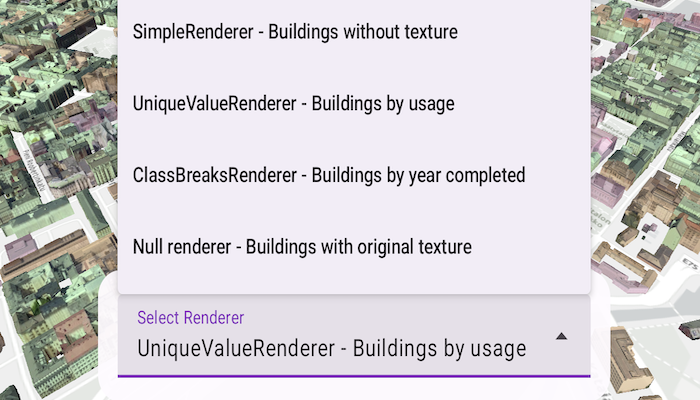 SimpleRenderer - Buildings without texture
UniqueValueRenderer - Buildings by usage
ClassBreaksRenderer - Buildings by year completed
Null renderer - Buildings with original texture
Select Renderer
UniqueValueRenderer - Buildings by usage
E75